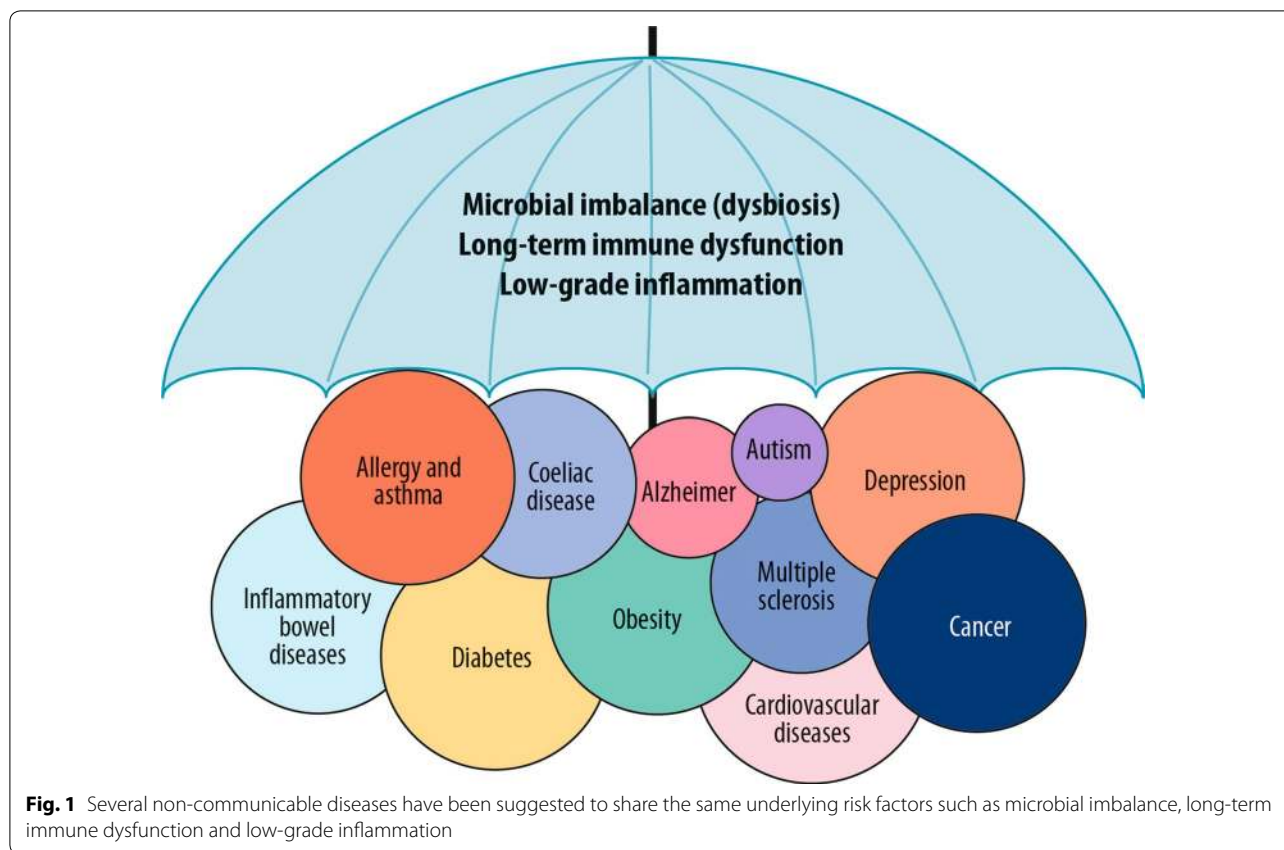 Microbial imbalance (dysbiosis)
Long-term immune dysfunction
Low-grade inflammation
Allergy and
asthma
Coeliac
disease
Alzheimer
Autism
Depression
Inflammatory
bowel
diseases
Diabetes
Obesity
Multiple
sclerosis
Cancer
Cardiovascular
diseases
Fig. 1 Several non-communicable diseases have been suggested to share the same underlying risk factors such as microbial imbalance, long-term
immune dysfunction and low-grade inflammation